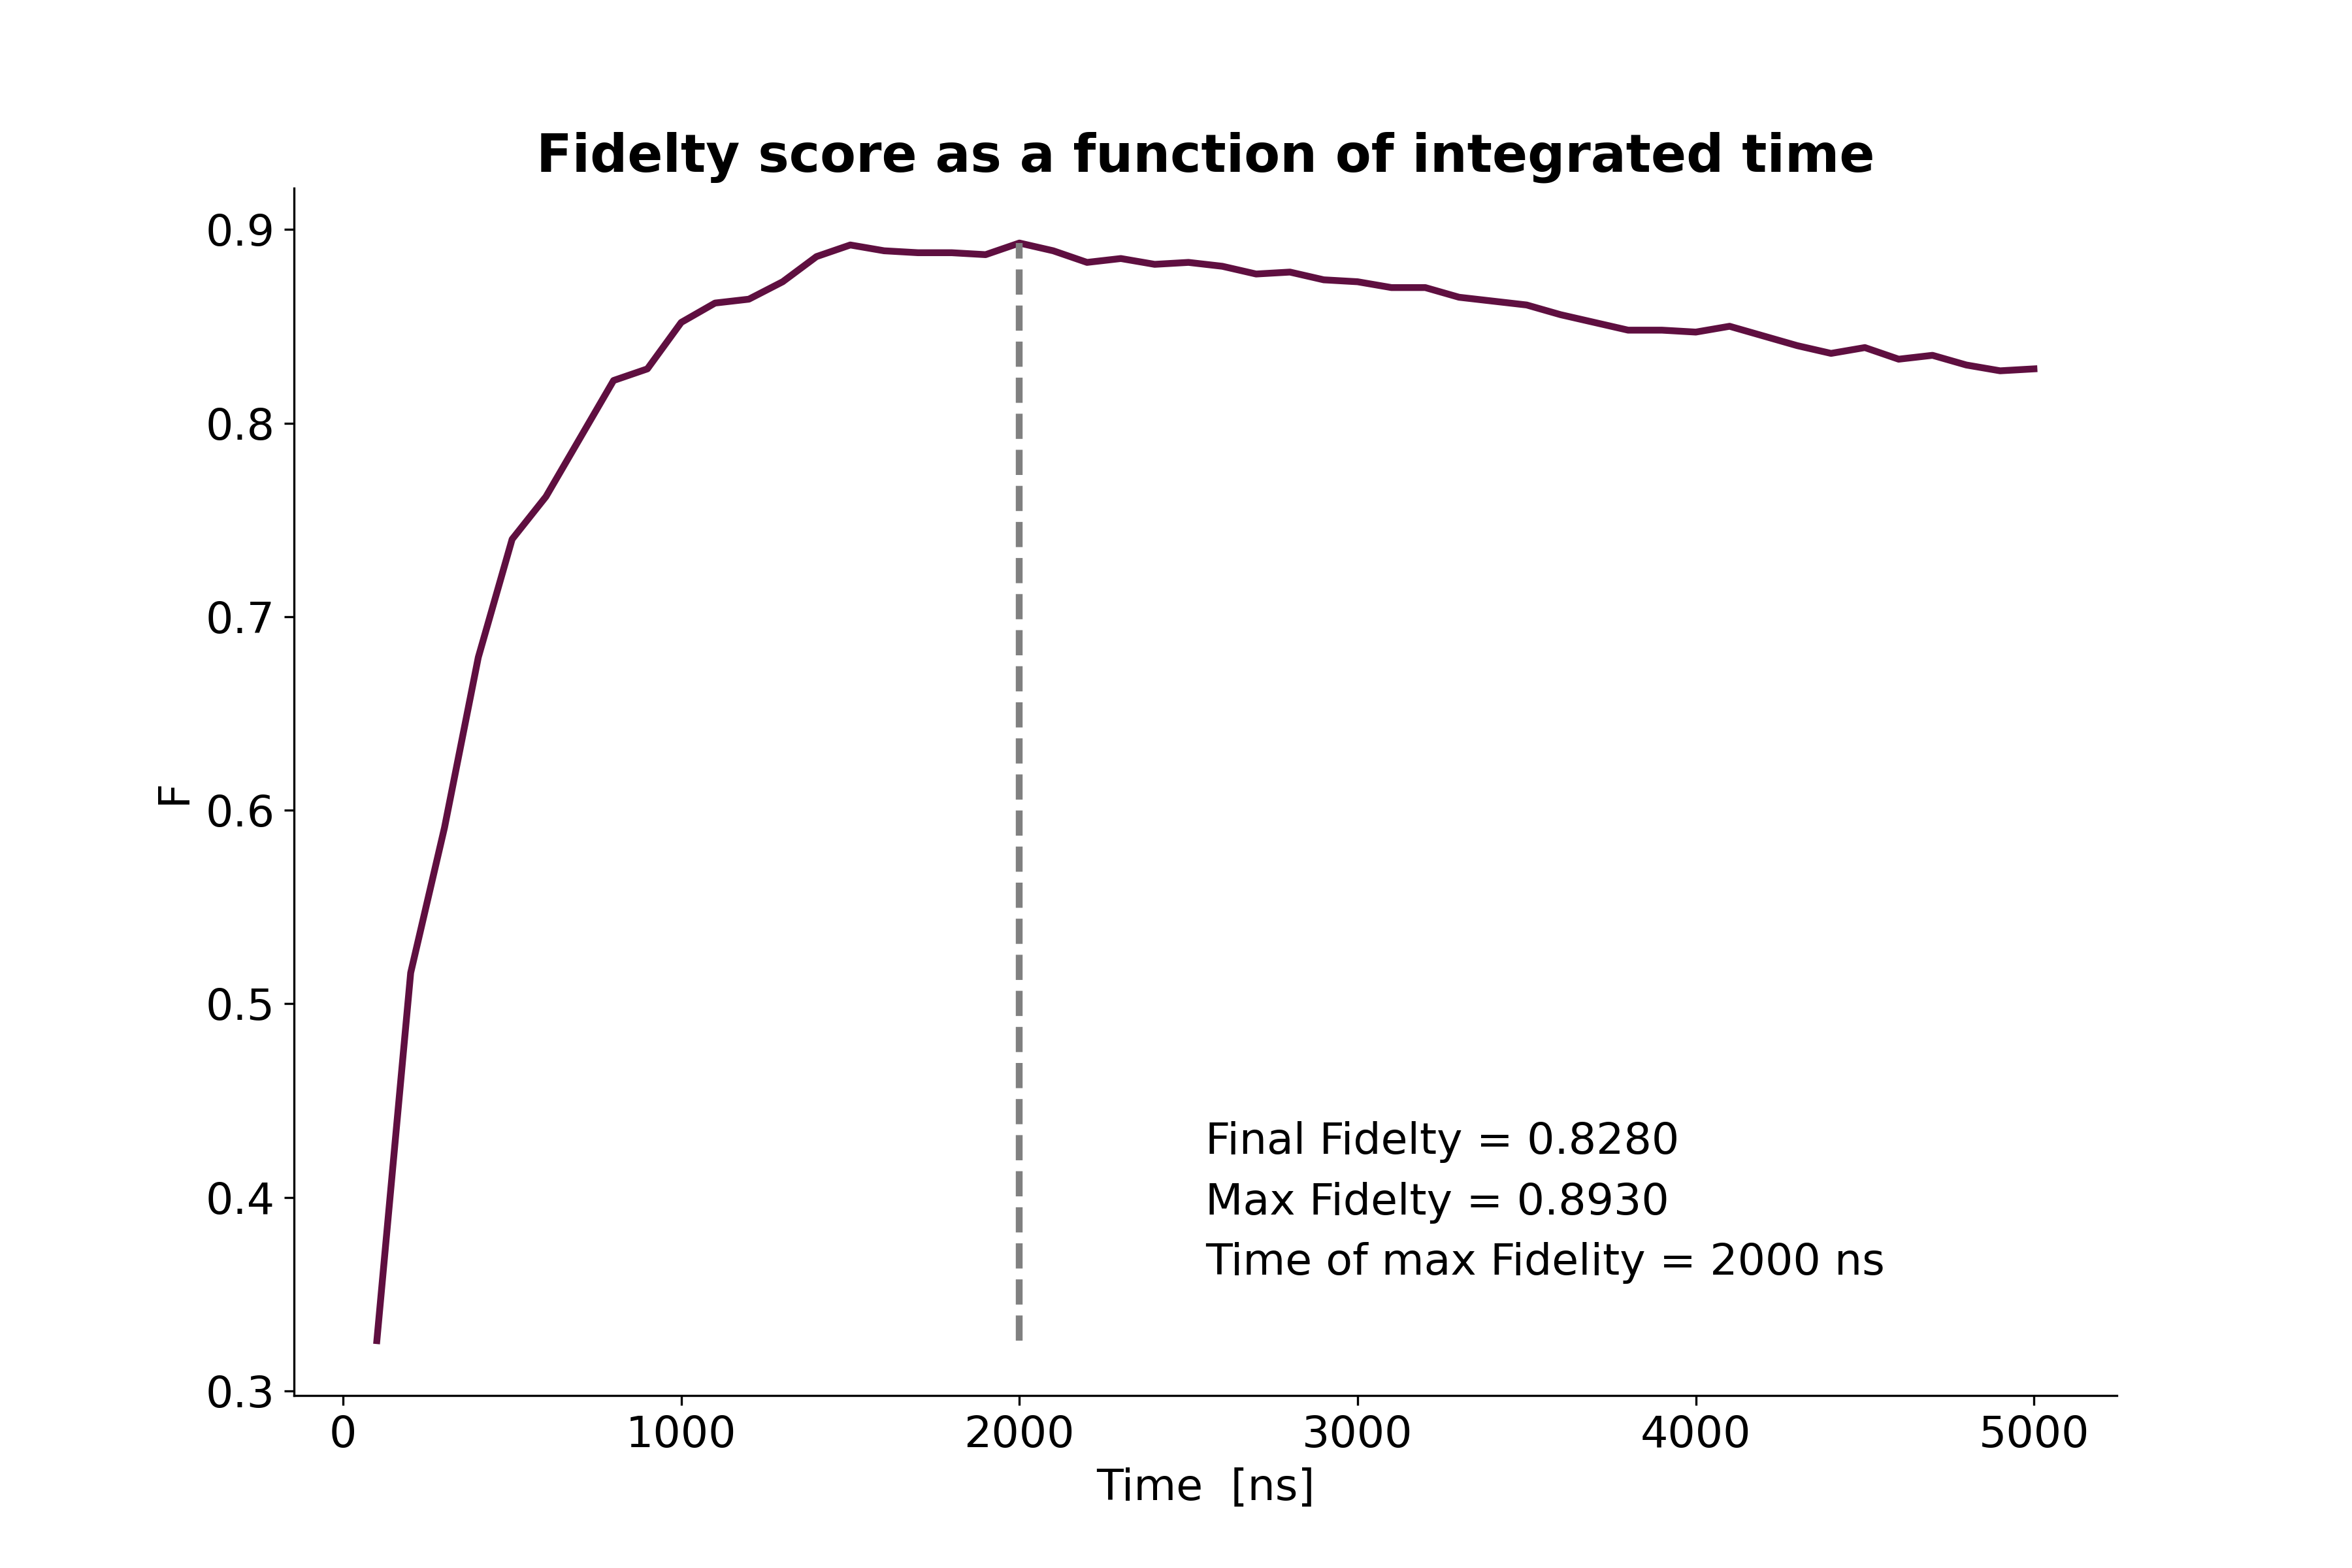 Fidelty score as a function of integrated time
0.9
0.8
0.7
0.6
0.5
0.4
0.3
F
Final Fidelty = 0.8280
Max Fidelty = 0.8930
Time of max Fidelity = 2000 ns
0 1000 2000 3000 4000 5000
Time [ns]